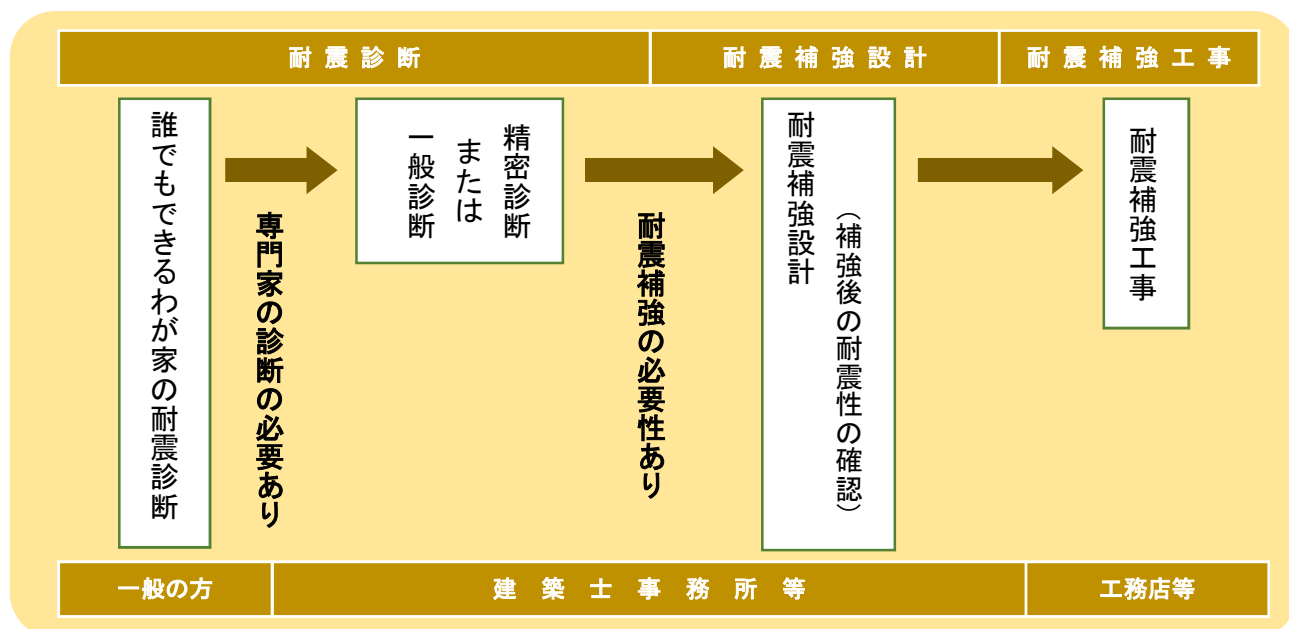 耐震診断
耐震補強設計
耐震補強工事
誰でもできるわが家の耐震診断
専門家の診断の必要あり
精密診断
または
一般診断
耐震補強の必要性あり
耐震補強設計
（補強後の耐震性の確認）
耐震補強工事
一般の方
建築士事務所等
工務店等